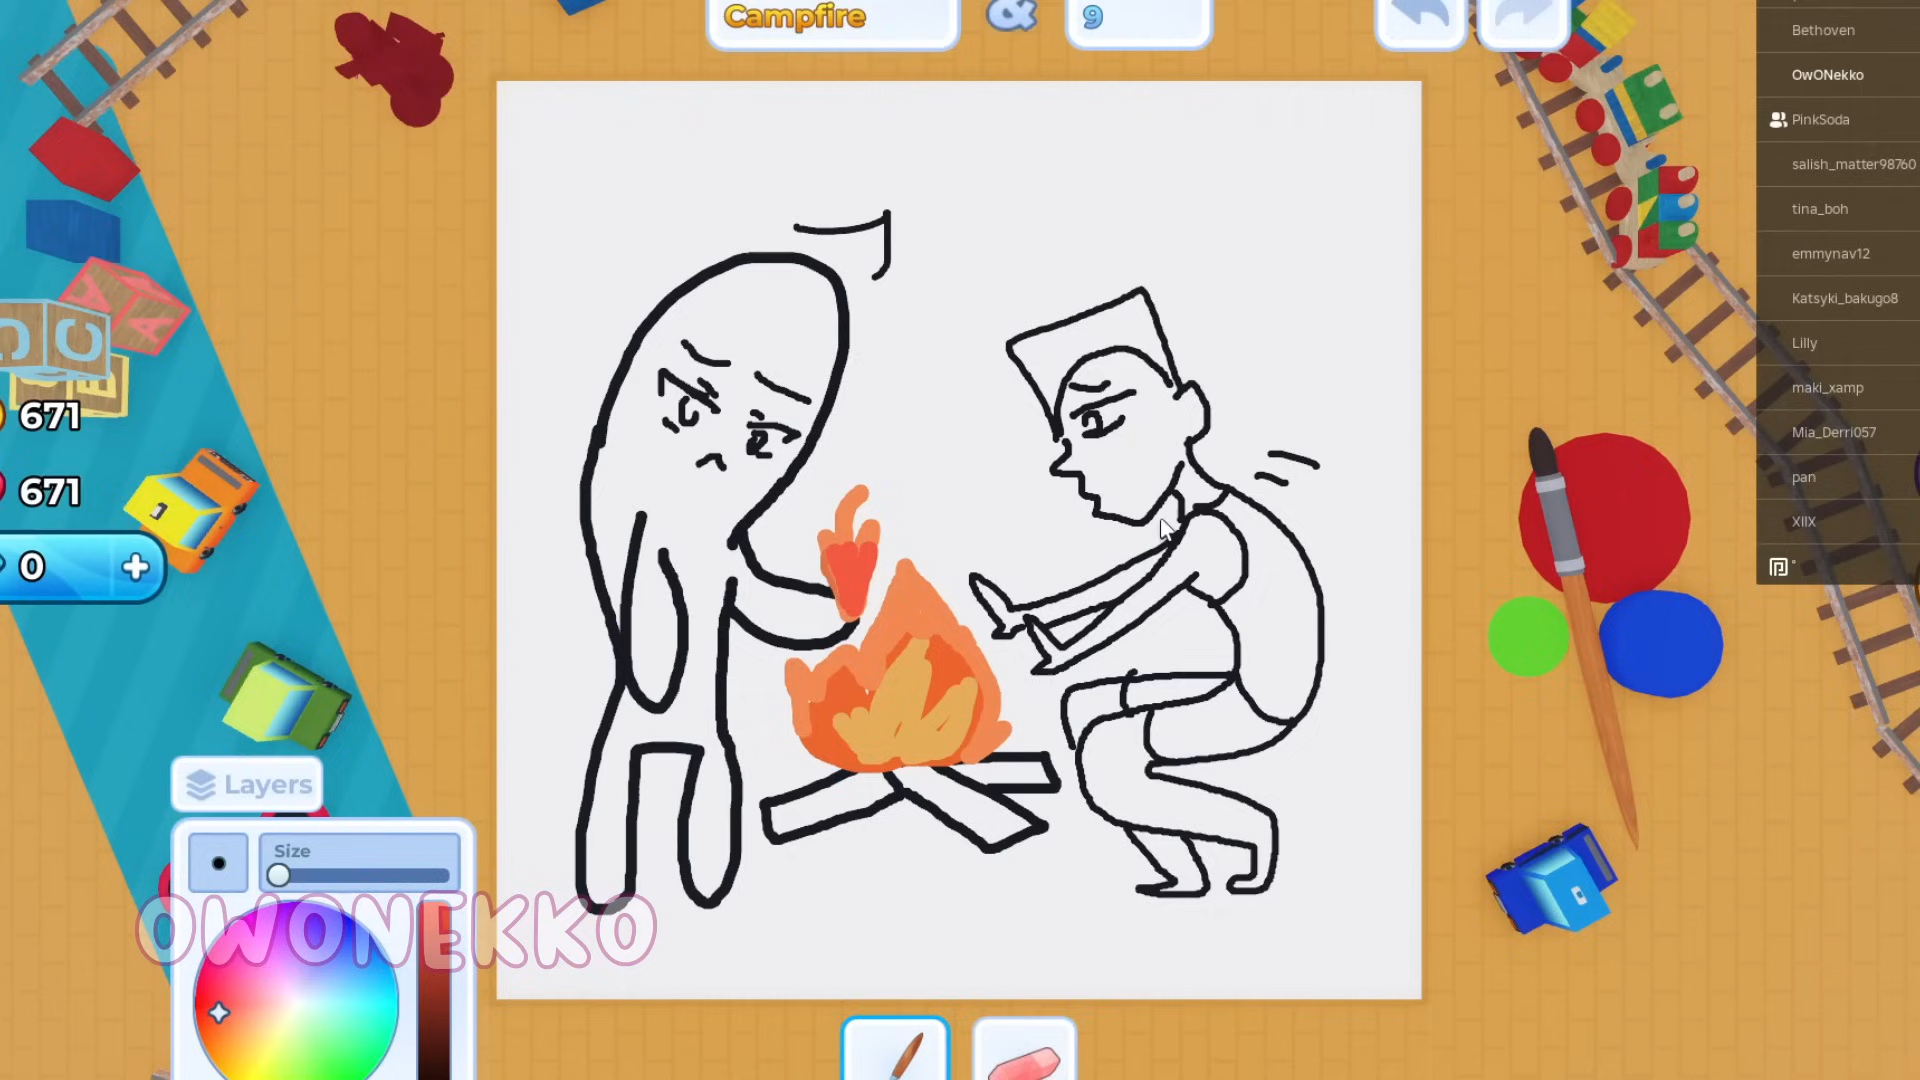 Campfire
&
9
Bethoven
OwONekko
PinkSoda
salish_matter98760
tina_boh
emmynav12
Katsyki_bakugo8
Lilly
maki_xamp
Mia_Derri057
pan
XIIX
671
671
0
+
Layers
Size
OWONEKKO
A
A
1